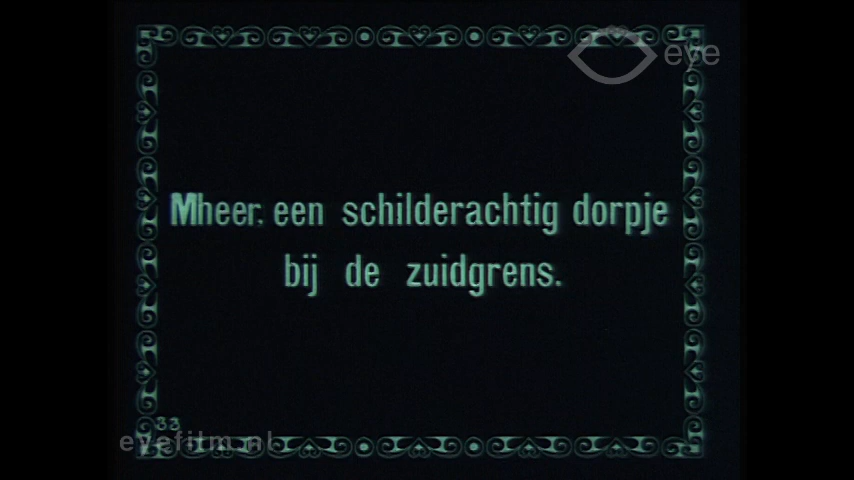 eye
Mheer. een schilderachtig dorpje
bij de zuidgrens.
33
eyefilm.nl